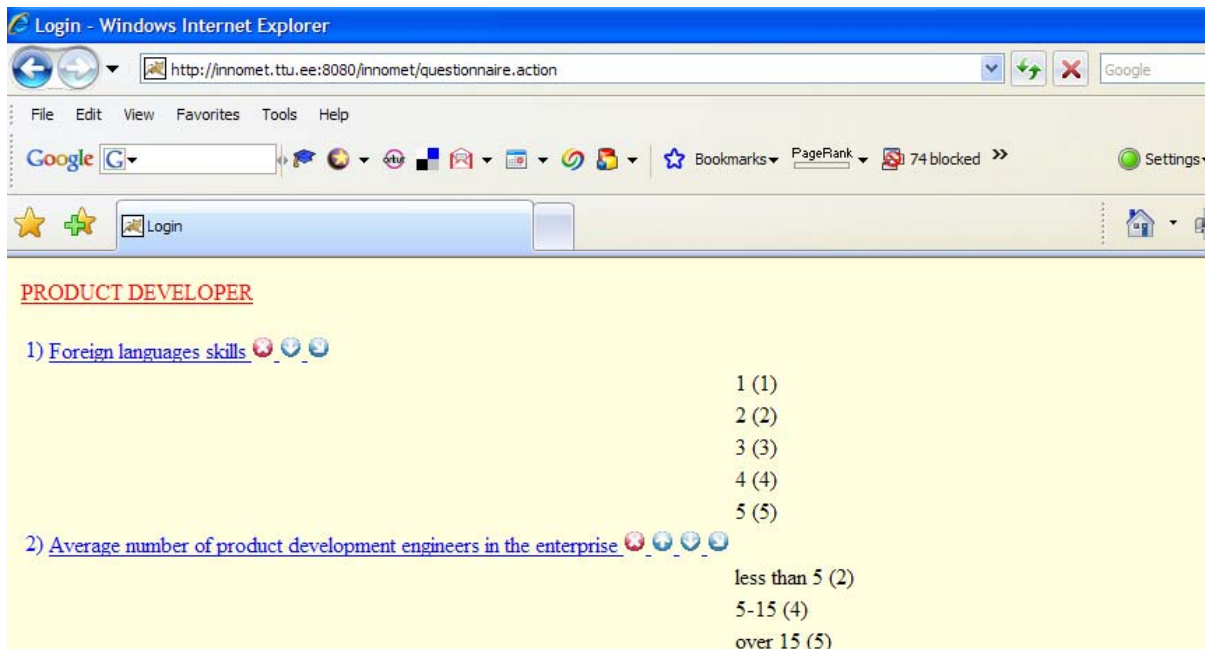 Login - Windows Internet Explorer
http://innomet.ttu.ee:8080/innomet/questionnaire.action
Google
File Edit View Favorites Tools Help
Google G
ortus
Bookmarks PageRank 74 blocked >> Settings
Login
PRODUCT DEVELOPER
1) Foreign languages skills
1 (1)
2 (2)
3 (3)
4 (4)
5 (5)
2) Average number of product development engineers in the enterprise
less than 5 (2)
5-15 (4)
over 15 (5)